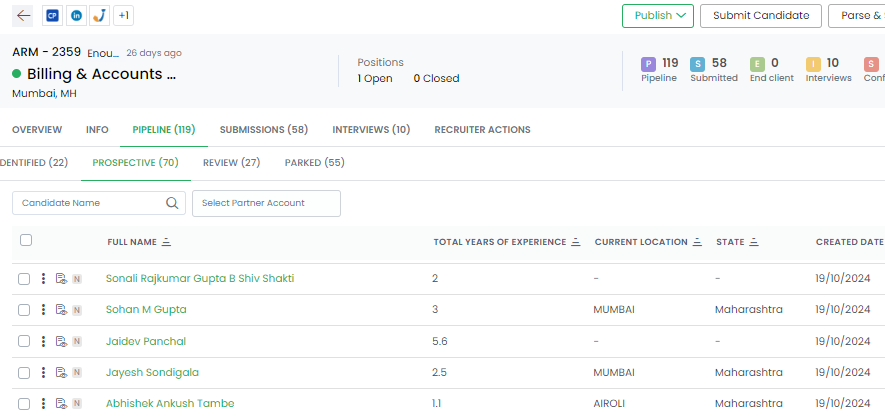 CP in J +1
Publish Submit Candidate Parse &
ARM - 2359 Enou... 26 days ago
Billing & Accounts ...
Mumbai, MH
Positions
1 Open 0 Closed
P 119 S 58 E 0 I 10 S
Pipeline Submitted End client Interviews Conf
OVERVIEW INFO PIPELINE (119) SUBMISSIONS (58) INTERVIEWS (10) RECRUITER ACTIONS
DENTIFIED (22) PROSPECTIVE (70) REVIEW (27) PARKED (55)
Candidate Name Select Partner Account
FULL NAME TOTAL YEARS OF EXPERIENCE CURRENT LOCATION STATE CREATED DATE
N Sonali Rajkumar Gupta B Shiv Shakti 2 - - 19/10/2024
N Sohan M Gupta 3 MUMBAI Maharashtra 19/10/2024
N Jaidev Panchal 5.6 - - 19/10/2024
N Jayesh Sondigala 2.5 MUMBAI Maharashtra 19/10/2024
N Abhishek Ankush Tambe 1.1 AIROLI Maharashtra 19/10/2024